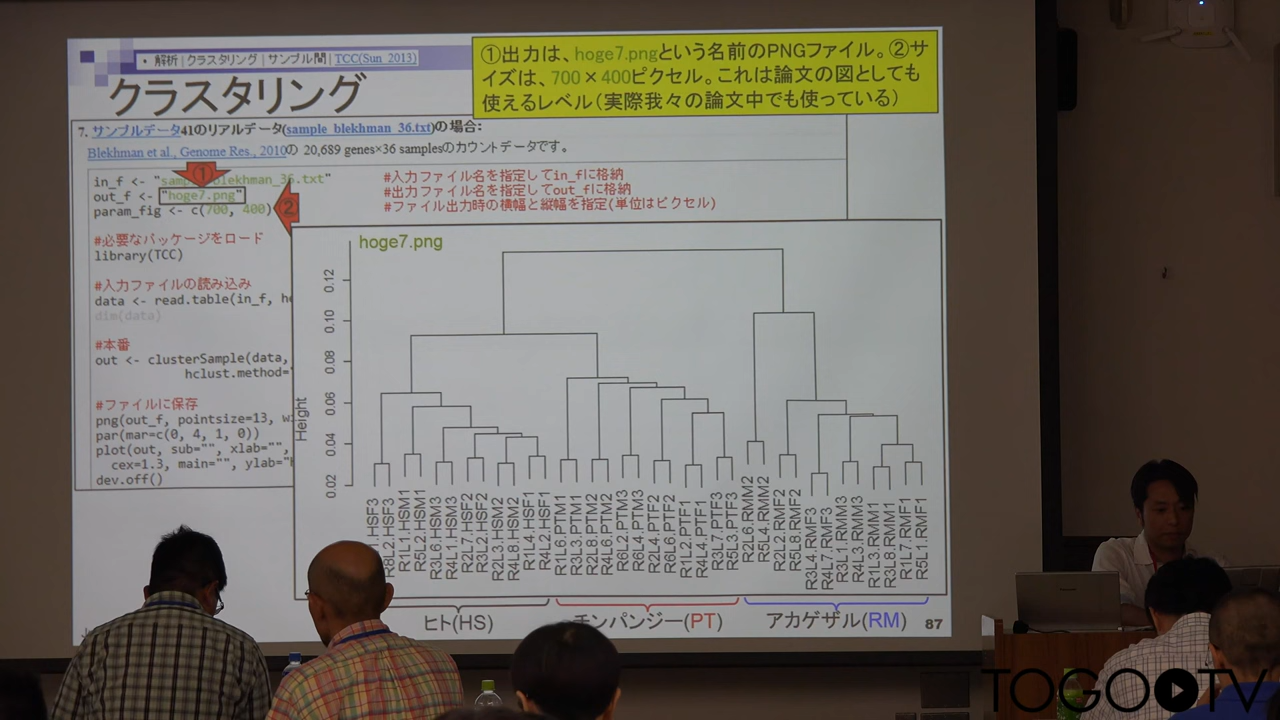 • 解析 | クラスタリング | サンプル間 | TCC(Sun_2013)
クラスタリング
①出力は、hoge7.pngという名前のPNGファイル。②サ
イズは、700×400ピクセル。これは論文の図としても
使えるレベル（実際我々の論文中でも使っている）
7. サンプルデータ41のリアルデータ(sample_blekhman_36.txt)の場合:
Blekhman et al., Genome Res., 2010の 20,689 genes×36 samplesのカウントデータです。
①
in_f <- "sample_blekhman_36.txt" #入力ファイル名を指定してin_fに格納
out_f <- "hoge7.png" #出力ファイル名を指定してout_fに格納
param_fig <- c(700, 400) #ファイル出力時の横幅と縦幅を指定(単位はピクセル)
②
#必要なパッケージをロード
library(TCC)
#入力ファイルの読み込み
data <- read.table(in_f, he
dim(data)
#本番
out <- clusterSample(data,
hclust.method="
#ファイルに保存
png(out_f, pointsize=13, wi
par(mar=c(0, 4, 1, 0))
plot(out, sub="", xlab="",
cex=1.3, main="", ylab="H
dev.off()
hoge7.png
Height
0.12
0.10
0.08
0.06
0.04
0.02
HSF3
R8L2.HSF3
R1L1.HSM1
R5L2.HSM1
R3L6.HSM3
R4L1.HSM3
R2L7.HSF2
R3L2.HSF2
R2L3.HSM2
R4L8.HSM2
R1L4.HSF1
R4L2.HSF1
R1L6.PTM1
R3L3.PTM1
R2L8.PTM2
R4L6.PTM2
R6L2.PTM3
R6L4.PTM3
R2L4.PTF2
R6L6.PTF2
R1L2.PTF1
R4L4.PTF1
R3L7.PTF3
R5L3.PTF3
R2L6.RMM2
R5L4.RMM2
R2L2.RMF2
R5L8.RMF2
R3L4.RMF3
R4L7.RMF3
R3L1.RMM3
R4L3.RMM3
R1L3.RMM1
R3L8.RMM1
R1L7.RMF1
R5L1.RMF1
ヒト(HS)
チンパンジー(PT)
アカゲザル(RM)
87
TOGO TV